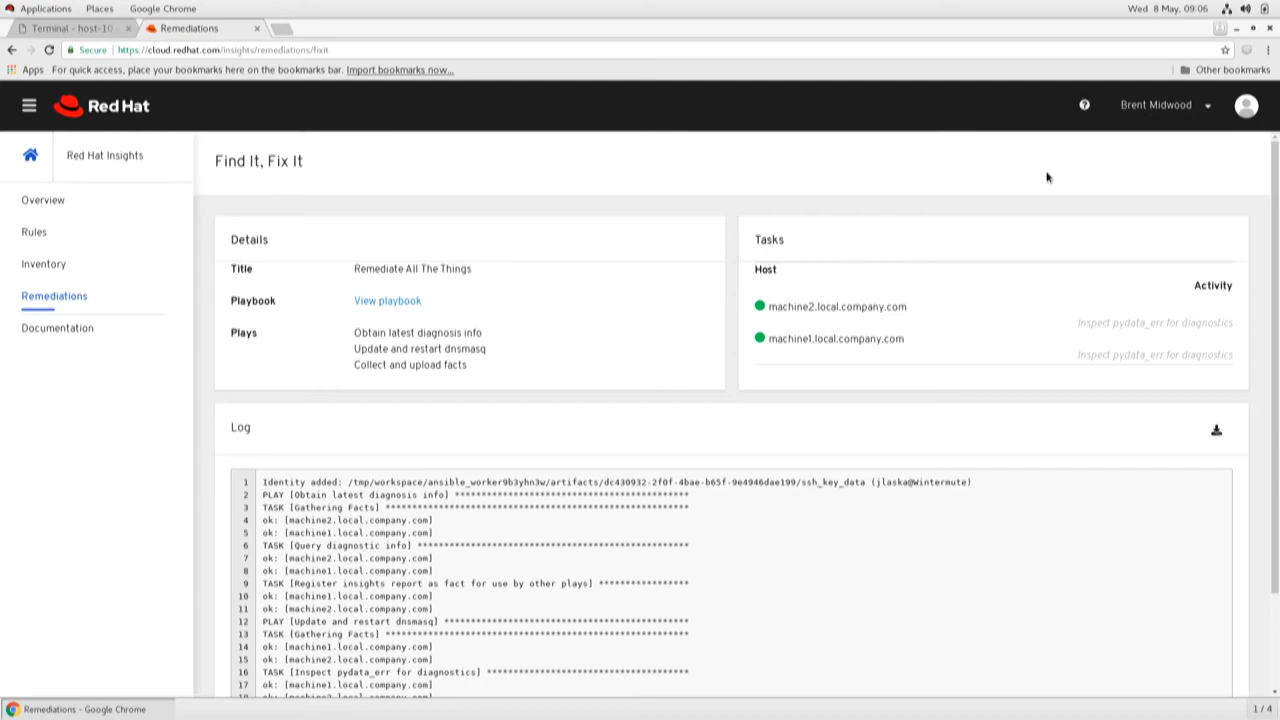 Applications Places Google Chrome Wed 8 May, 09:06
Terminal - host-10 Remediations
Secure https://cloud.redhat.com/insights/remediations/fixit
Apps For quick access, place your bookmarks here on the bookmarks bar. Import bookmarks now... Other bookmarks
Red Hat Brent Midwood
Red Hat Insights
Overview
Rules
Inventory
Remediations
Documentation
Find It, Fix It
Details
Title Remediate All The Things
Playbook View playbook
Plays Obtain latest diagnosis info
Update and restart dnsmasq
Collect and upload facts
Tasks
Host
Activity
machine2.local.company.com
Inspect pydata_err for diagnostics
machine1.local.company.com
Inspect pydata_err for diagnostics
Log
1 Identity added: /tmp/workspace/ansible_worker9b3yhn3w/artifacts/dc430932-2f0f-4bae-b65f-9e4946dae199/ssh_key_data (jlaska@wintermute)
2 PLAY [Obtain latest diagnosis info] *********************************************
3 TASK [Gathering Facts] **********************************************************
4 ok: [machine2.local.company.com]
5 ok: [machine1.local.company.com]
6 TASK [Query diagnostic info] ****************************************************
7 ok: [machine2.local.company.com]
8 ok: [machine1.local.company.com]
9 TASK [Register insights report as fact for use by other plays] *****************
10 ok: [machine1.local.company.com]
11 ok: [machine2.local.company.com]
12 PLAY [Update and restart dnsmasq] ***********************************************
13 TASK [Gathering Facts] **********************************************************
14 ok: [machine1.local.company.com]
15 ok: [machine2.local.company.com]
16 TASK [Inspect pydata_err for diagnostics] **************************************
17 ok: [machine1.local.company.com]
Remediations - Google Chrome 1 / 4